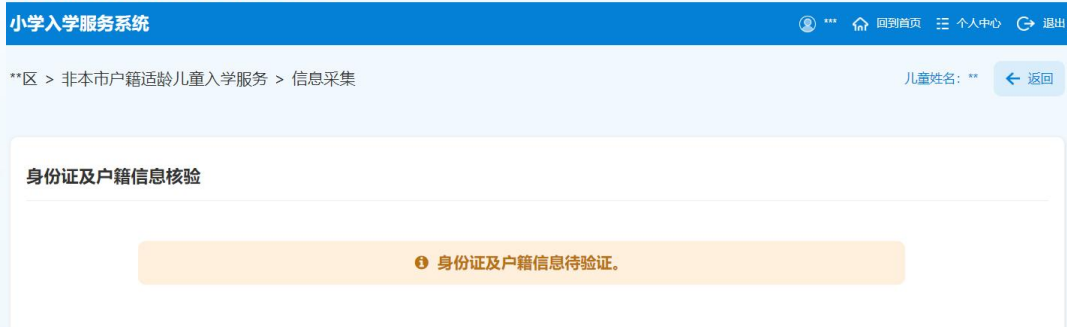 小学入学服务系统 *** 回到首页 个人中心 退出
**区 > 非本市户籍适龄儿童入学服务 > 信息采集 儿童姓名：** 返回
身份证及户籍信息核验
身份证及户籍信息待验证。